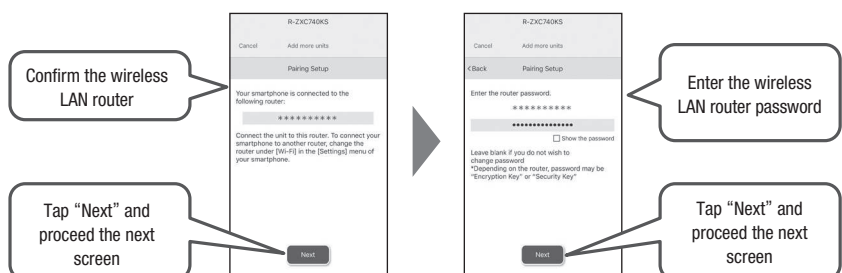 R-ZXC740KS
Cancel Add more units
Pairing Setup
Confirm the wireless
LAN router
Your smartphone is connected to the
following router:
**********
Connect the unit to this router. To connect your
smartphone to another router, change the
router under [Wi-Fi] in the [Settings] menu of
your smartphone.
Tap “Next” and
proceed the next
screen
Next
R-ZXC740KS
Cancel Add more units
<Back Pairing Setup
Enter the router password.
**********
•••••••••••••••
Show the password
Leave blank if you do not wish to
change password
*Depending on the router, password may be
"Encryption Key" or "Security Key"
Next
Enter the wireless
LAN router password
Tap “Next” and
proceed the next
screen